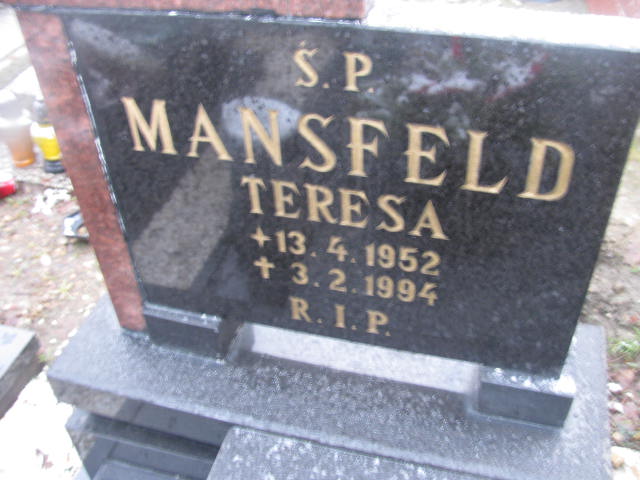 Ś.P.
MANSFELD
TERESA
+13.4.1952
†3.2.1994
R.I.P.